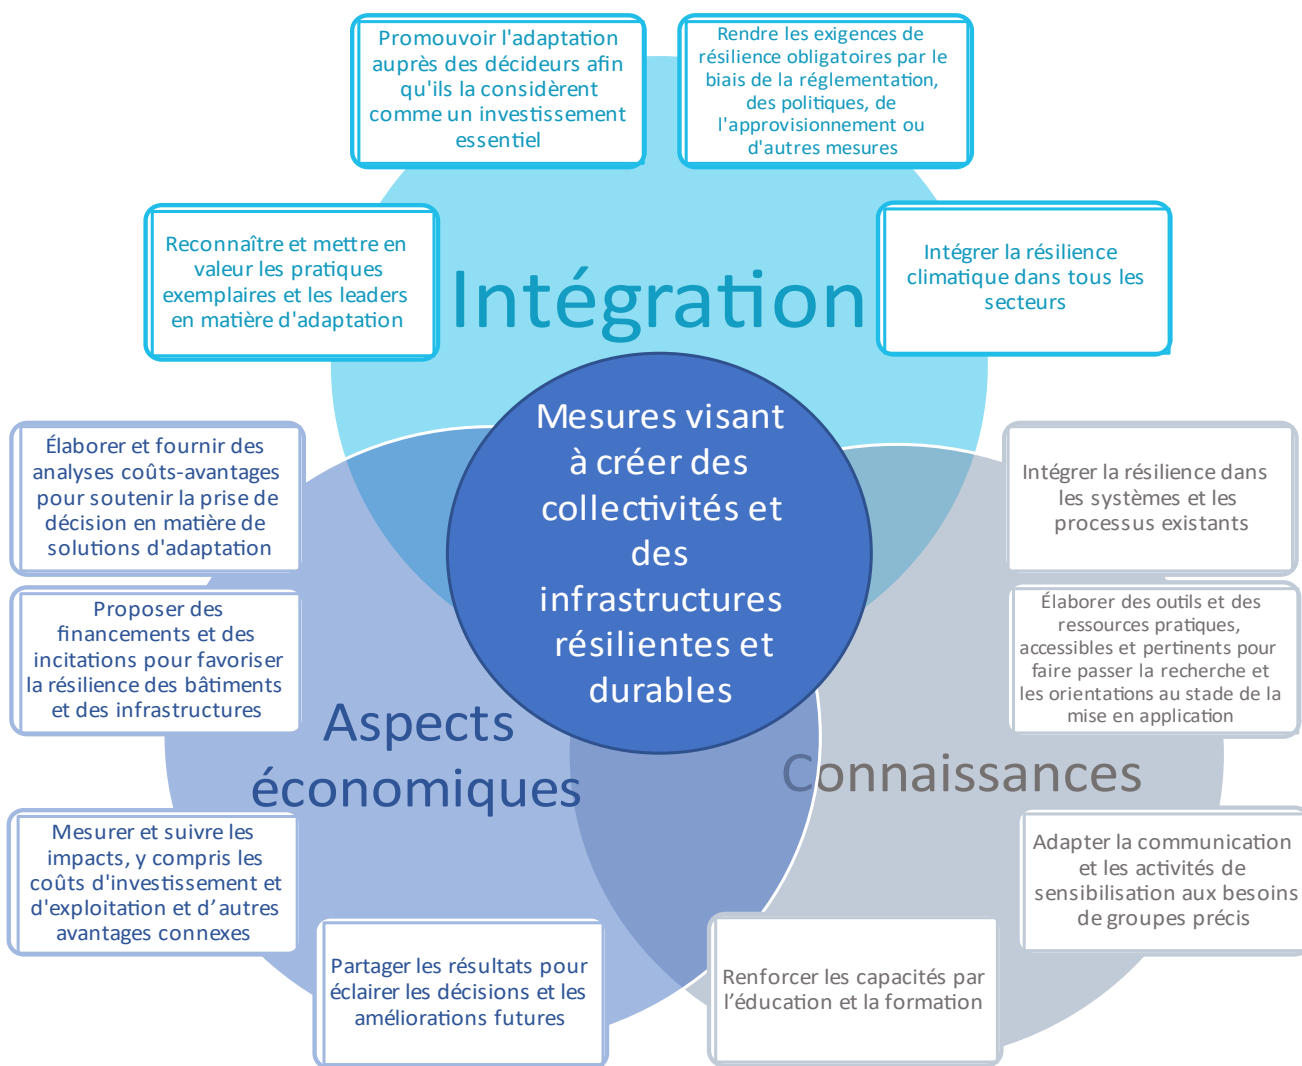 Promouvoir l'adaptation
auprès des décideurs afin
qu'ils la considèrent
comme un investissement
essentiel
Rendre les exigences de
résilience obligatoires par le
biais de la réglementation,
des politiques, de
l'approvisionnement ou
d'autres mesures
Reconnaître et mettre en
valeur les pratiques
exemplaires et les leaders
en matière d'adaptation
Intégration
Intégrer la résilience
climatique dans tous les
secteurs
Mesures visant
à créer des
collectivités et
des
infrastructures
résilientes et
durables
Élaborer et fournir des
analyses coûts-avantages
pour soutenir la prise de
décision en matière de
solutions d'adaptation
Proposer des
financements et des
incitations pour favoriser
la résilience des bâtiments
et des infrastructures
Aspects
économiques
Mesurer et suivre les
impacts, y compris les
coûts d'investissement et
d'exploitation et d’autres
avantages connexes
Partager les résultats pour
éclairer les décisions et les
améliorations futures
Intégrer la résilience dans
les systèmes et les
processus existants
Élaborer des outils et des
ressources pratiques,
accessibles et pertinents pour
faire passer la recherche et
les orientations au stade de la
mise en application
Connaissances
Adapter la communication
et les activités de
sensibilisation aux besoins
de groupes précis
Renforcer les capacités par
l’éducation et la formation